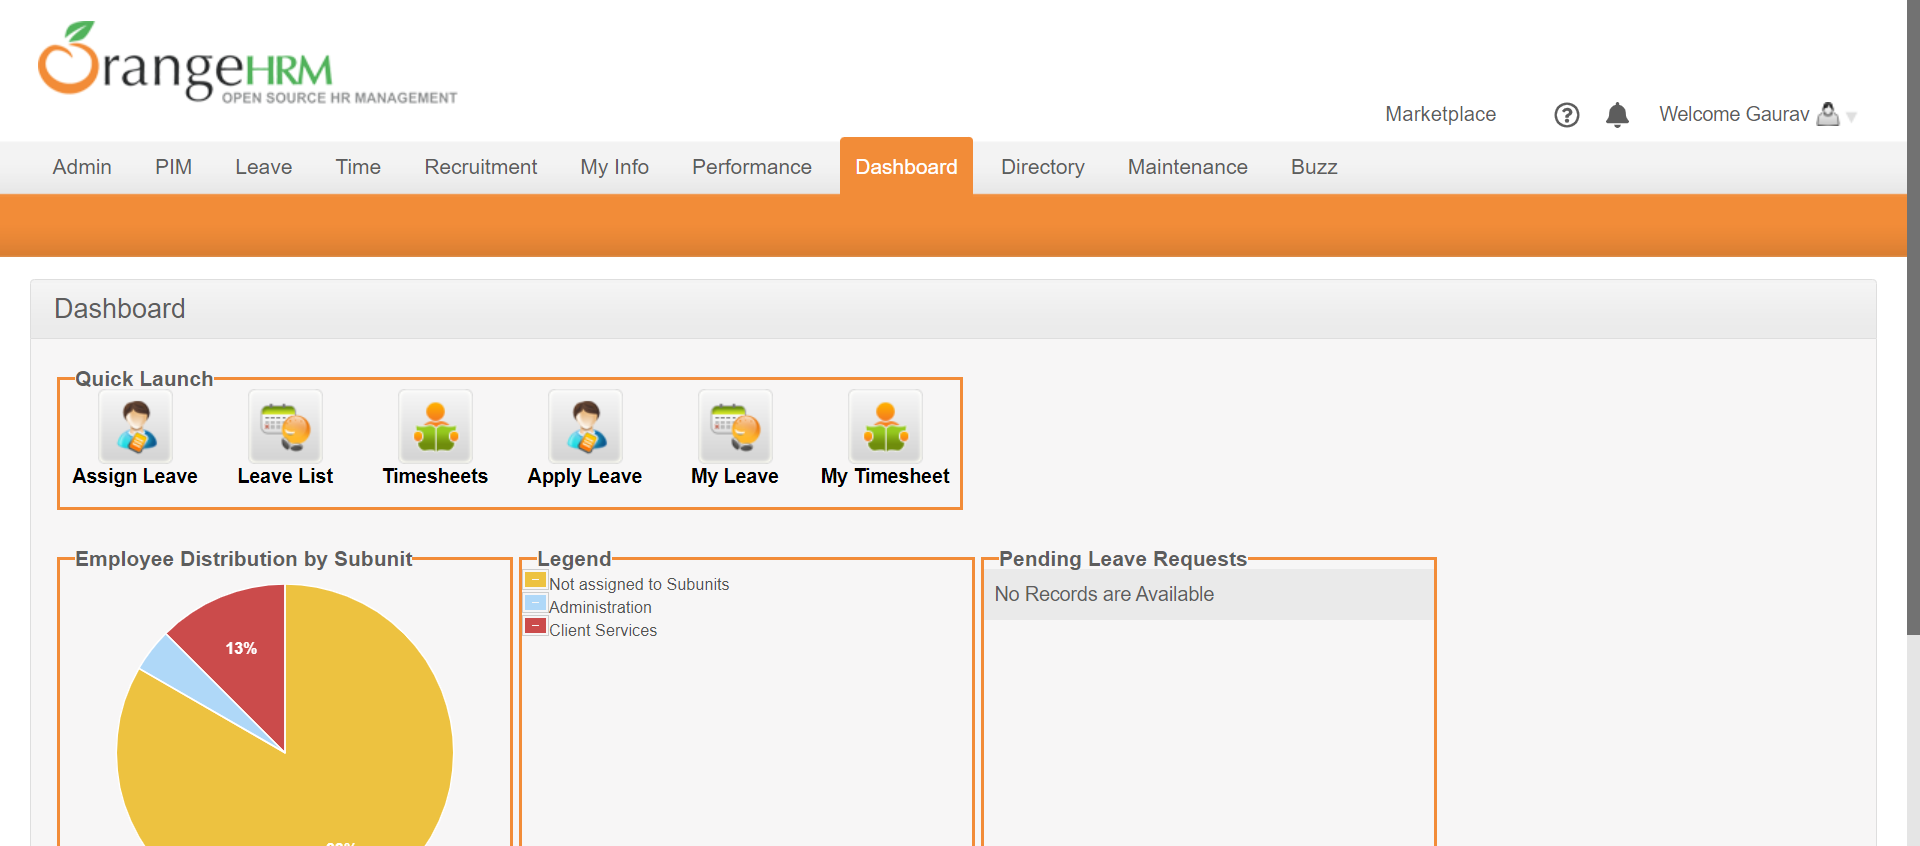 OrangeHRM
OPEN SOURCE HR MANAGEMENT
Marketplace
Welcome Gaurav
Admin
PIM
Leave
Time
Recruitment
My Info
Performance
Dashboard
Directory
Maintenance
Buzz
Dashboard
Quick Launch
Assign Leave
Leave List
Timesheets
Apply Leave
My Leave
My Timesheet
Employee Distribution by Subunit
13%
Legend
Not assigned to Subunits
Administration
Client Services
Pending Leave Requests
No Records are Available